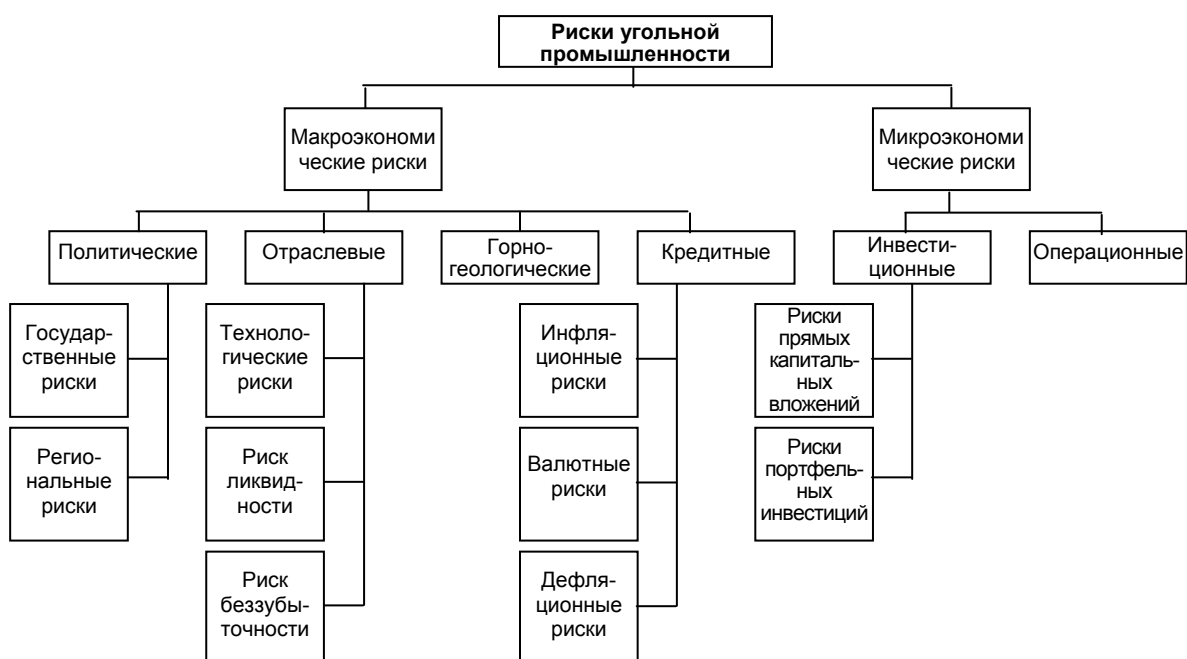 Риски угольной
промышленности
Макроэкономи
ческие риски
Микроэкономи
ческие риски
Политические
Отраслевые
Горно-
геологические
Кредитные
Инвести-
ционные
Операционные
Государ-
ственные
риски
Техноло-
гические
риски
Инфля-
ционные
риски
Риски
прямых
капиталь-
ных
вложений
Регио-
нальные
риски
Риск
ликвид-
ности
Валютные
риски
Риски
портфель-
ных
инвестиций
Риск
беззубы-
точности
Дефля-
ционные
риски